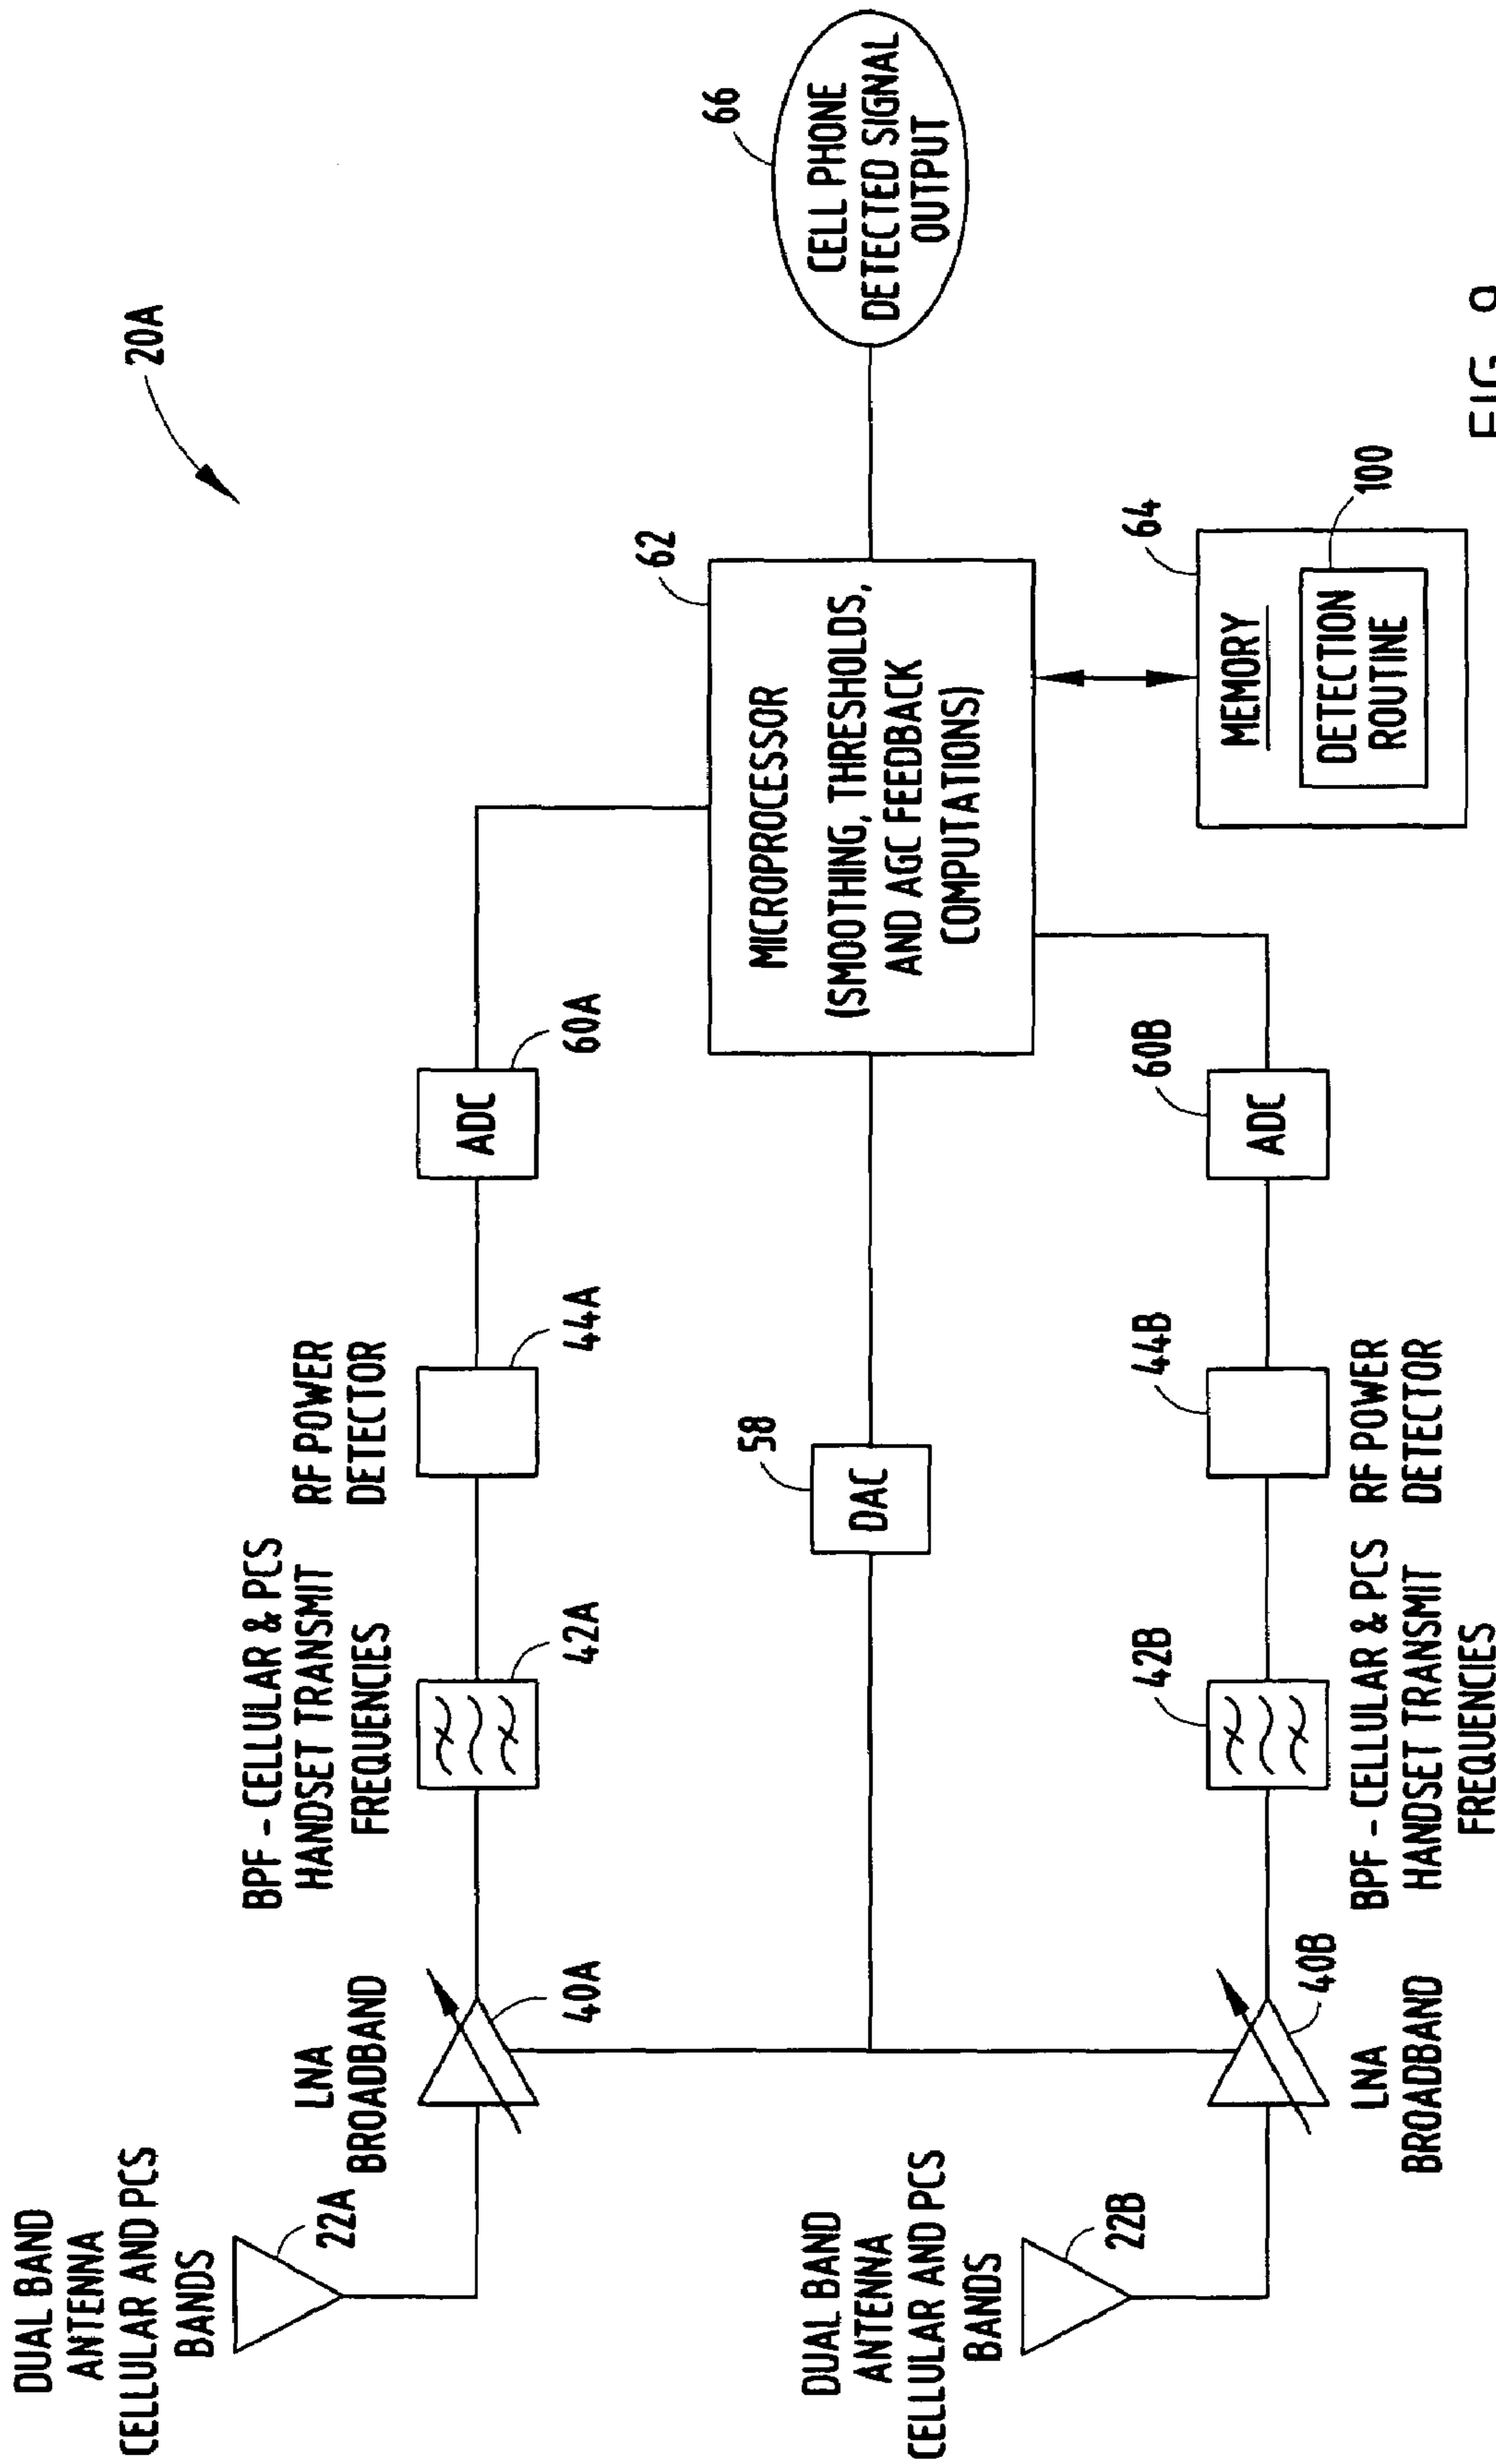 20A
DUAL BAND
ANTENNA
CELLULAR AND PCS
BANDS
22A
LNA
BROADBAND
40A
BPF – CELLULAR & PCS
HANDSET TRANSMIT
FREQUENCIES
42A
RF POWER
DETECTOR
44A
ADC
60A
62
MICROPROCESSOR
(SMOOTHING, THRESHOLDS,
AND AGC FEEDBACK
COMPUTATIONS)
66
CELL PHONE
DETECTED SIGNAL
OUTPUT
58
DAC
DUAL BAND
ANTENNA
CELLULAR AND PCS
BANDS
22B
40B
LNA
BROADBAND
42B
BPF – CELLULAR & PCS
HANDSET TRANSMIT
FREQUENCIES
44B
RF POWER
DETECTOR
60B
ADC
64
MEMORY
100
DETECTION
ROUTINE
FIG. 9